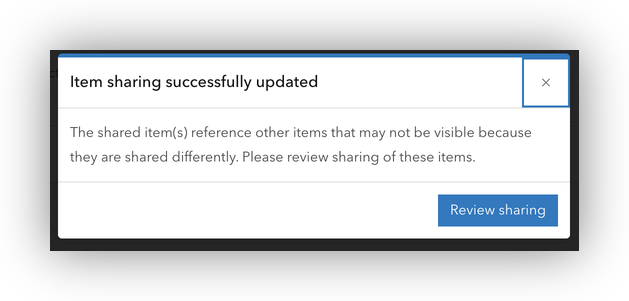 Item sharing successfully updated
The shared item(s) reference other items that may not be visible because
they are shared differently. Please review sharing of these items.
Review sharing